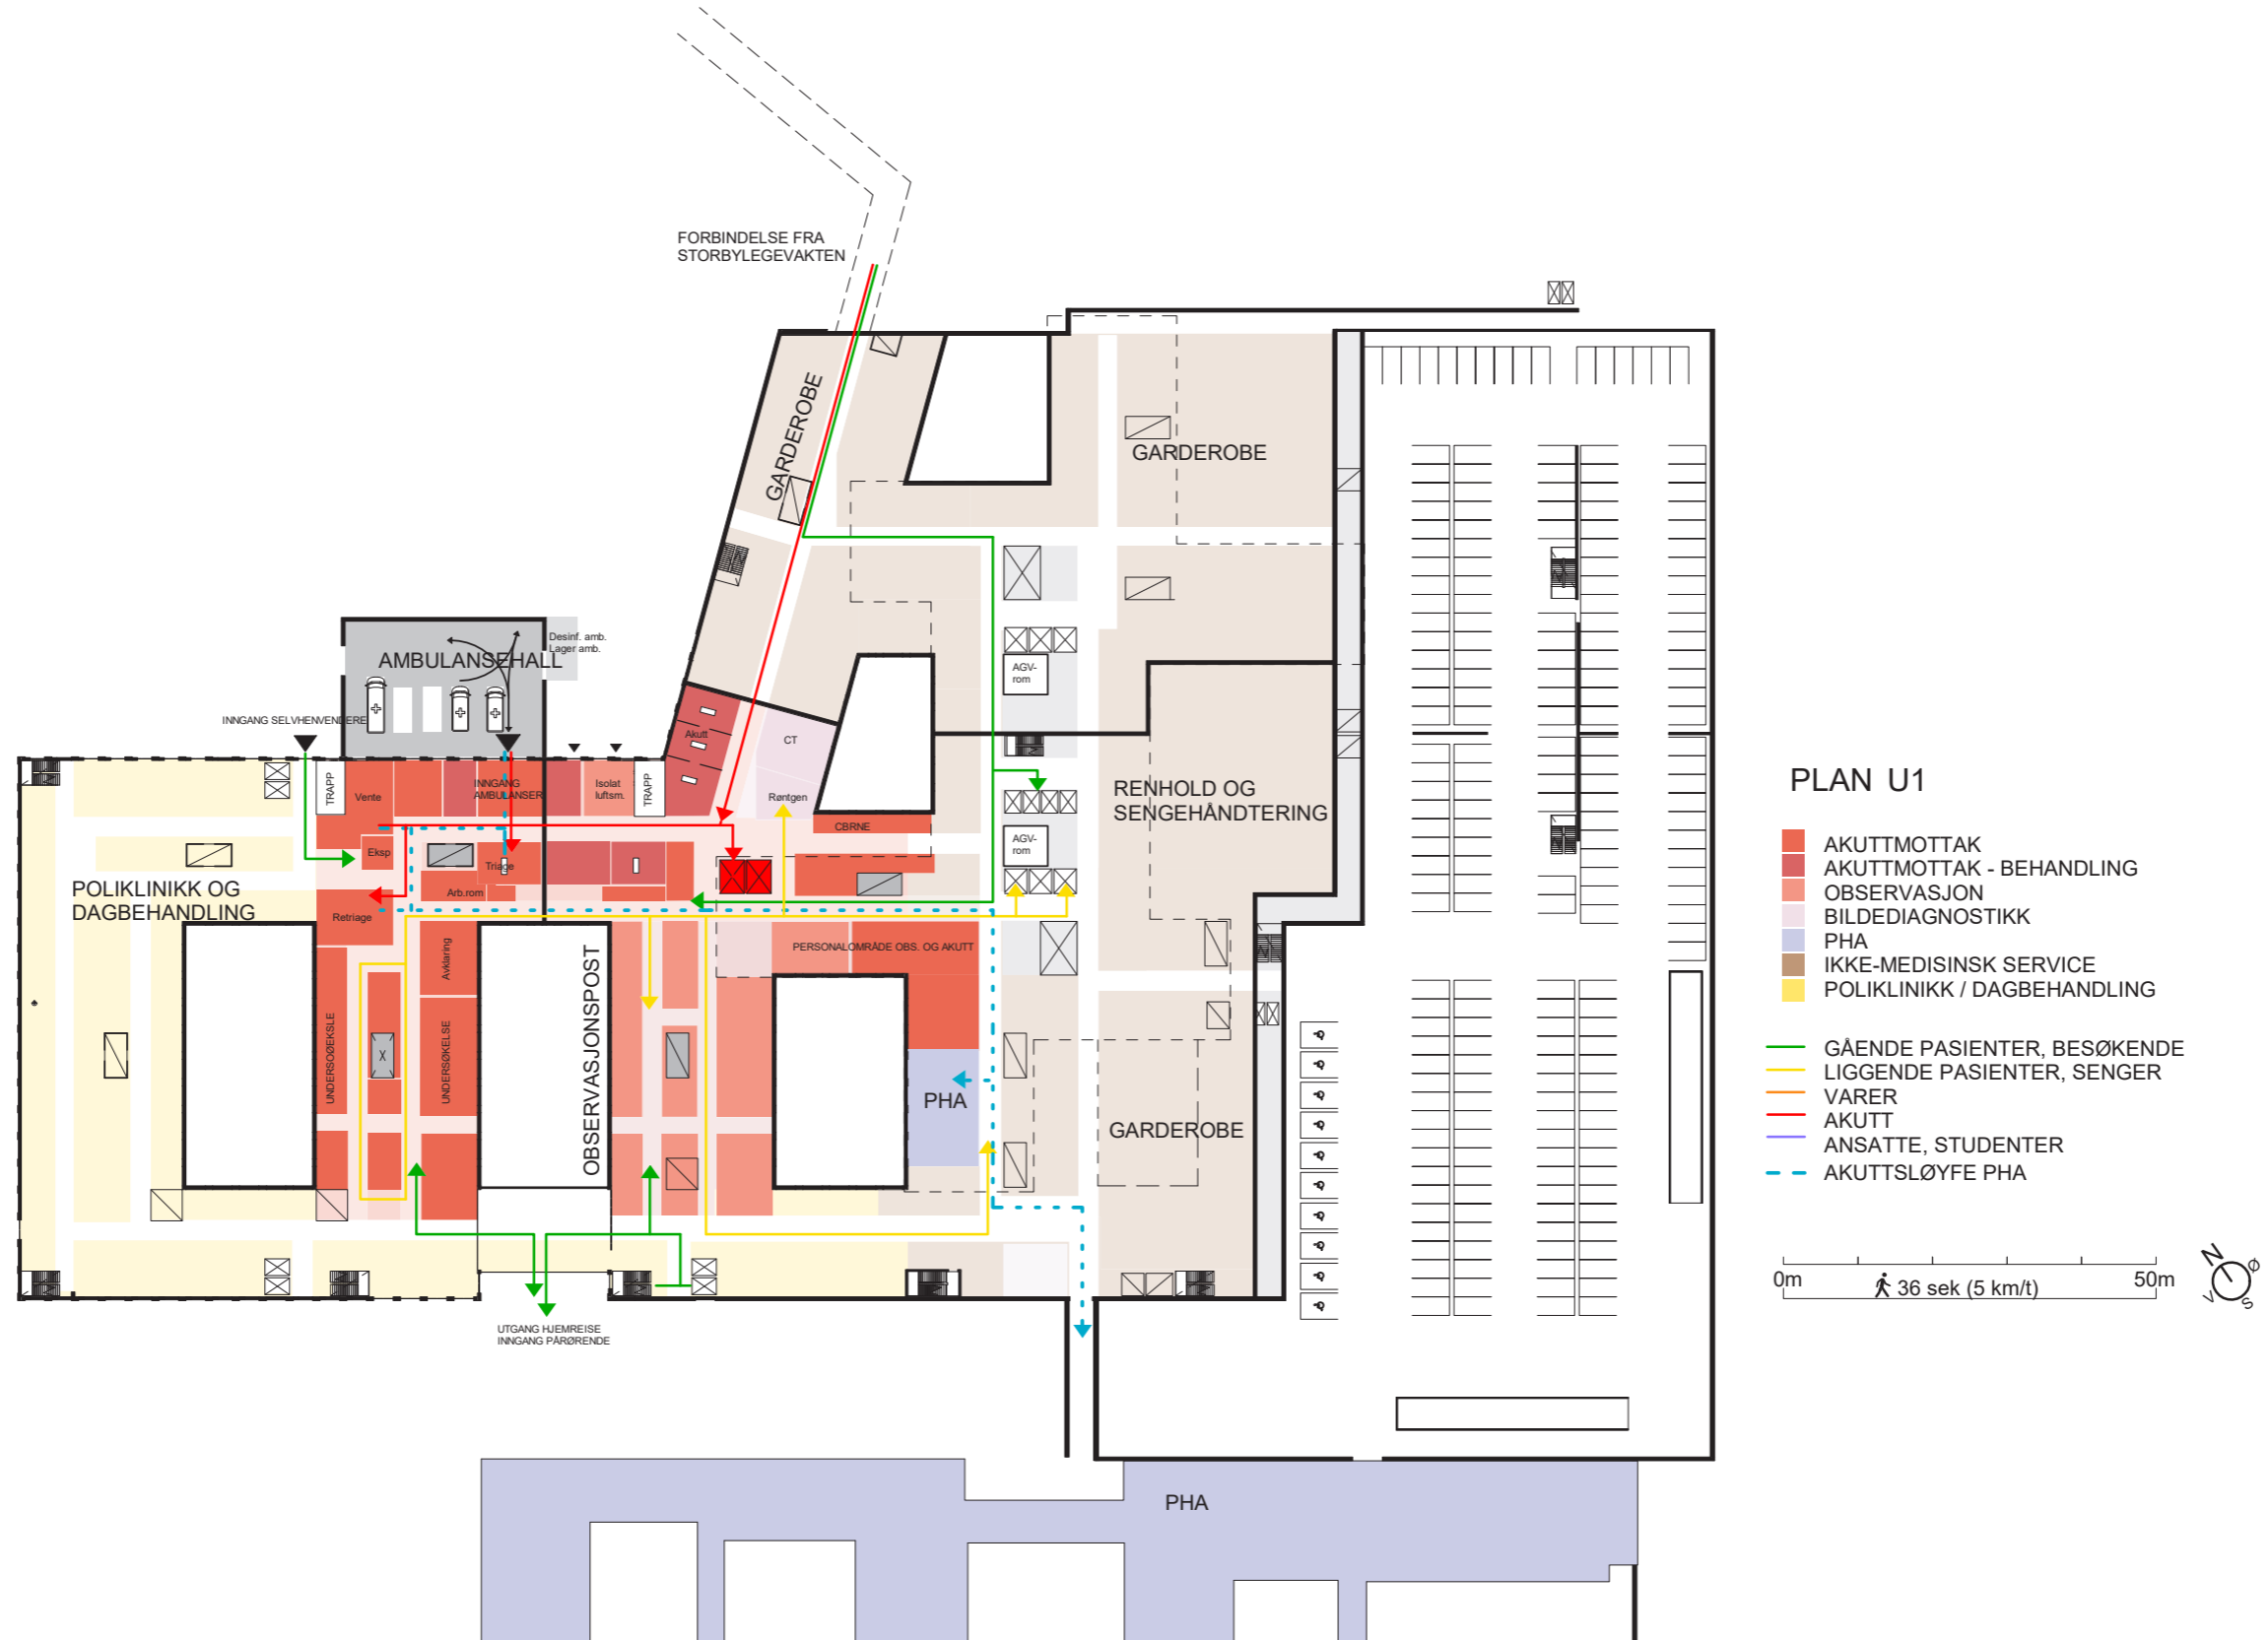 FORBINDELSE FRA
STORBYLEGEVAKTEN
GARDEROBE
GARDEROBE
Desinf. amb.
Lager amb.
AMBULANSEHALL
AGV-
rom
INNGANG SELVHENVENDERE
Akutt
CT
TRAPP
Vente
INNGANG
AMBULANSER
Isolat
luftsm.
TRAPP
Røntgen
RENHOLD OG
SENGEHÅNDTERING
CBRNE
AGV-
rom
Eksp
Triage
POLIKLINIKK OG
DAGBEHANDLING
Arb.rom
Retriage
Avklaring
PERSONALOMRÅDE OBS. OG AKUTT
OBSERVASJONSPOST
UNDERSOØEKSLE
UNDERSØKELSE
X
PHA
GARDEROBE
UTGANG HJEMREISE
INNGANG PÅRØRENDE
PHA
PLAN U1
AKUTTMOTTAK
AKUTTMOTTAK - BEHANDLING
OBSERVASJON
BILDEDIAGNOSTIKK
PHA
IKKE-MEDISINSK SERVICE
POLIKLINIKK / DAGBEHANDLING
GÅENDE PASIENTER, BESØKENDE
LIGGENDE PASIENTER, SENGER
VARER
AKUTT
ANSATTE, STUDENTER
AKUTTSLØYFE PHA
0m
36 sek (5 km/t)
50m
N
Ø
V
S